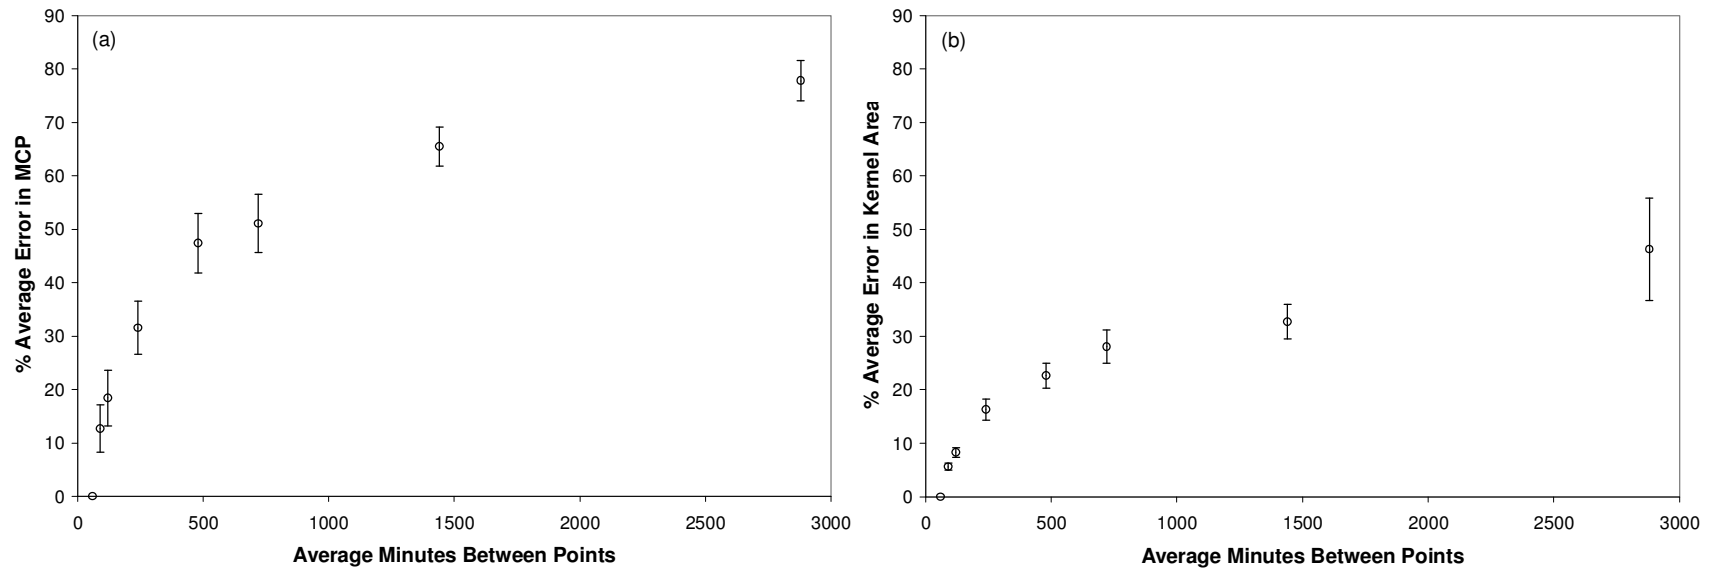 (a)
% Average Error in MCP
90
80
70
60
50
40
30
20
10
0
0 500 1000 1500 2000 2500 3000
Average Minutes Between Points
(b)
% Average Error in Kernel Area
90
80
70
60
50
40
30
20
10
0
0 500 1000 1500 2000 2500 3000
Average Minutes Between Points